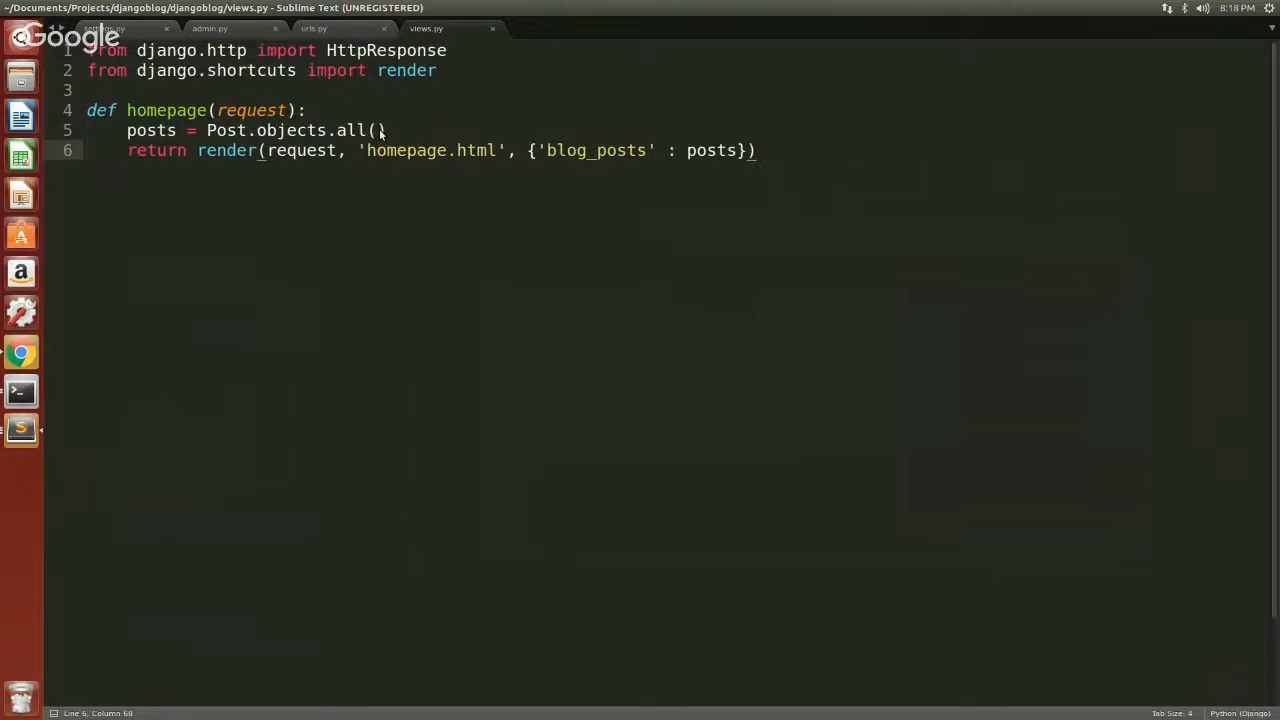 ~/Documents/Projects/djangoblog/djangoblog/views.py - Sublime Text (UNREGISTERED)
8:18 PM
settings.py × admin.py × urls.py × views.py ×
Google
1 from django.http import HttpResponse
2 from django.shortcuts import render
3
4 def homepage(request):
5 posts = Post.objects.all()
6 return render(request, 'homepage.html', {'blog_posts' : posts})
Line 6, Column 68
Tab Size: 4
Python (Django)